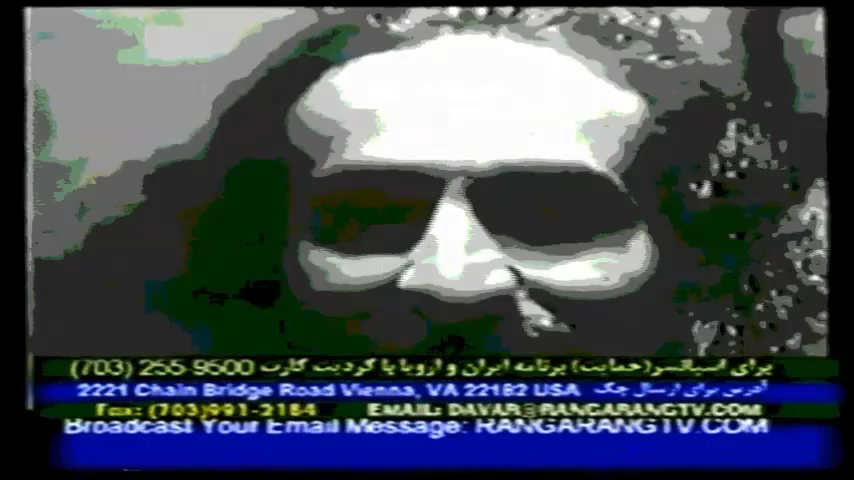 برای اسپانسر(حمایت) برنامه ایران و اروپا با کردیت کارت (703) 255-9500
آدرس برای ارسال چک 2221 Chain Bridge Road Vienna, VA 22182 USA
Fax: (703)991-2184 EMAIL: DAVAR@RANGARANGTV.COM
Broadcast Your Email Message: RANGARANGTV.COM